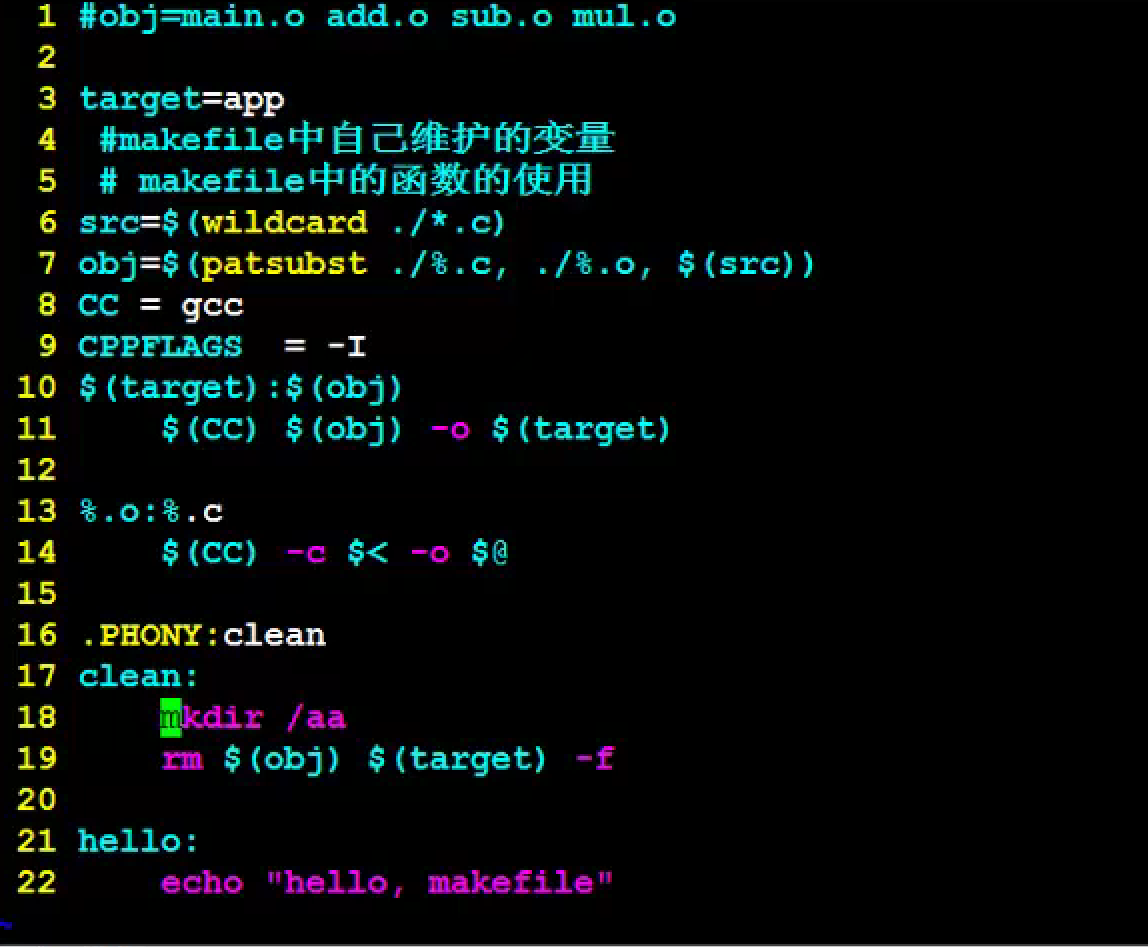 1 #obj=main.o add.o sub.o mul.o
2
3 target=app
4  #makefile中自己维护的变量
5  # makefile中的函数的使用
6 src=$(wildcard ./*.c)
7 obj=$(patsubst ./%.c, ./%.o, $(src))
8 CC = gcc
9 CPPFLAGS  = -I
10 $(target):$(obj)
11     $(CC) $(obj) -o $(target)
12
13 %.o:%.c
14     $(CC) -c $< -o $@
15
16 .PHONY:clean
17 clean:
18     mkdir /aa
19     rm $(obj) $(target) -f
20
21 hello:
22     echo "hello, makefile"
~